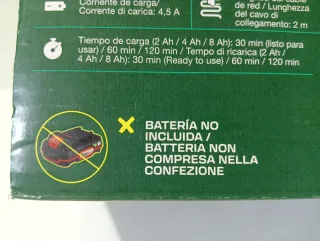 Corriente de carga/
Corrente di carica: 4,5 A
de red / Lunghezza
del cavo di
collegamento: 2 m
Tiempo de carga (2 Ah / 4 Ah / 8 Ah): 30 min (listo para
usar) / 60 min / 120 min / Tempo di ricarica (2 Ah /
4 Ah / 8 Ah): 30 min (Ready to use) / 60 min / 120 min
BATERÍA NO
INCLUIDA /
BATTERIA NON
COMPRESA NELLA
CONFEZIONE